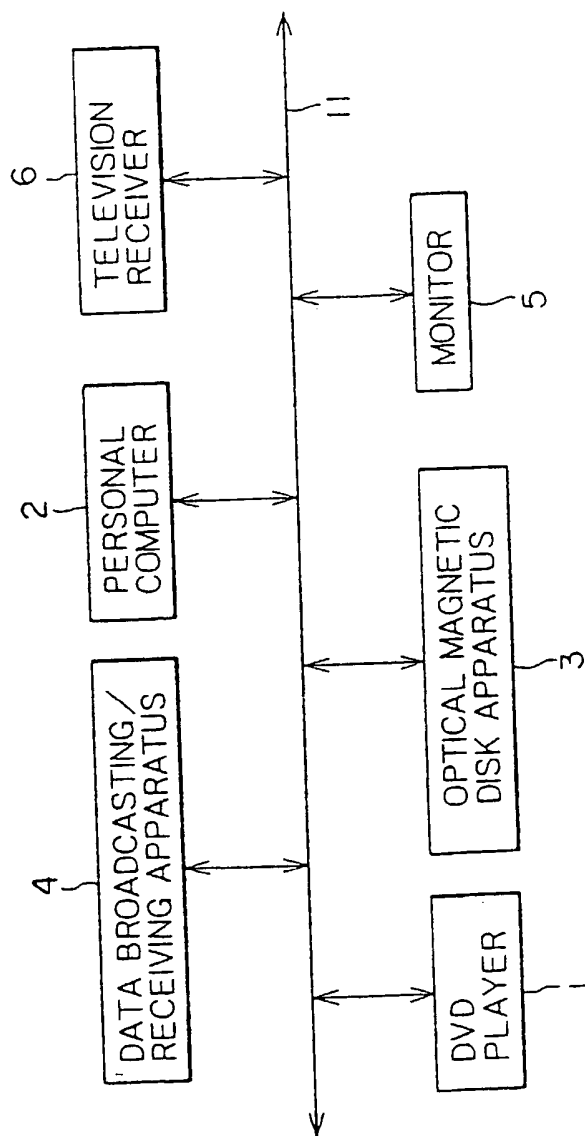 4
DATA BROADCASTING/
RECEIVING APPARATUS
2
PERSONAL
COMPUTER
6
TELEVISION
RECEIVER
11
DVD
PLAYER
1
OPTICAL MAGNETIC
DISK APPARATUS
3
MONITOR
5